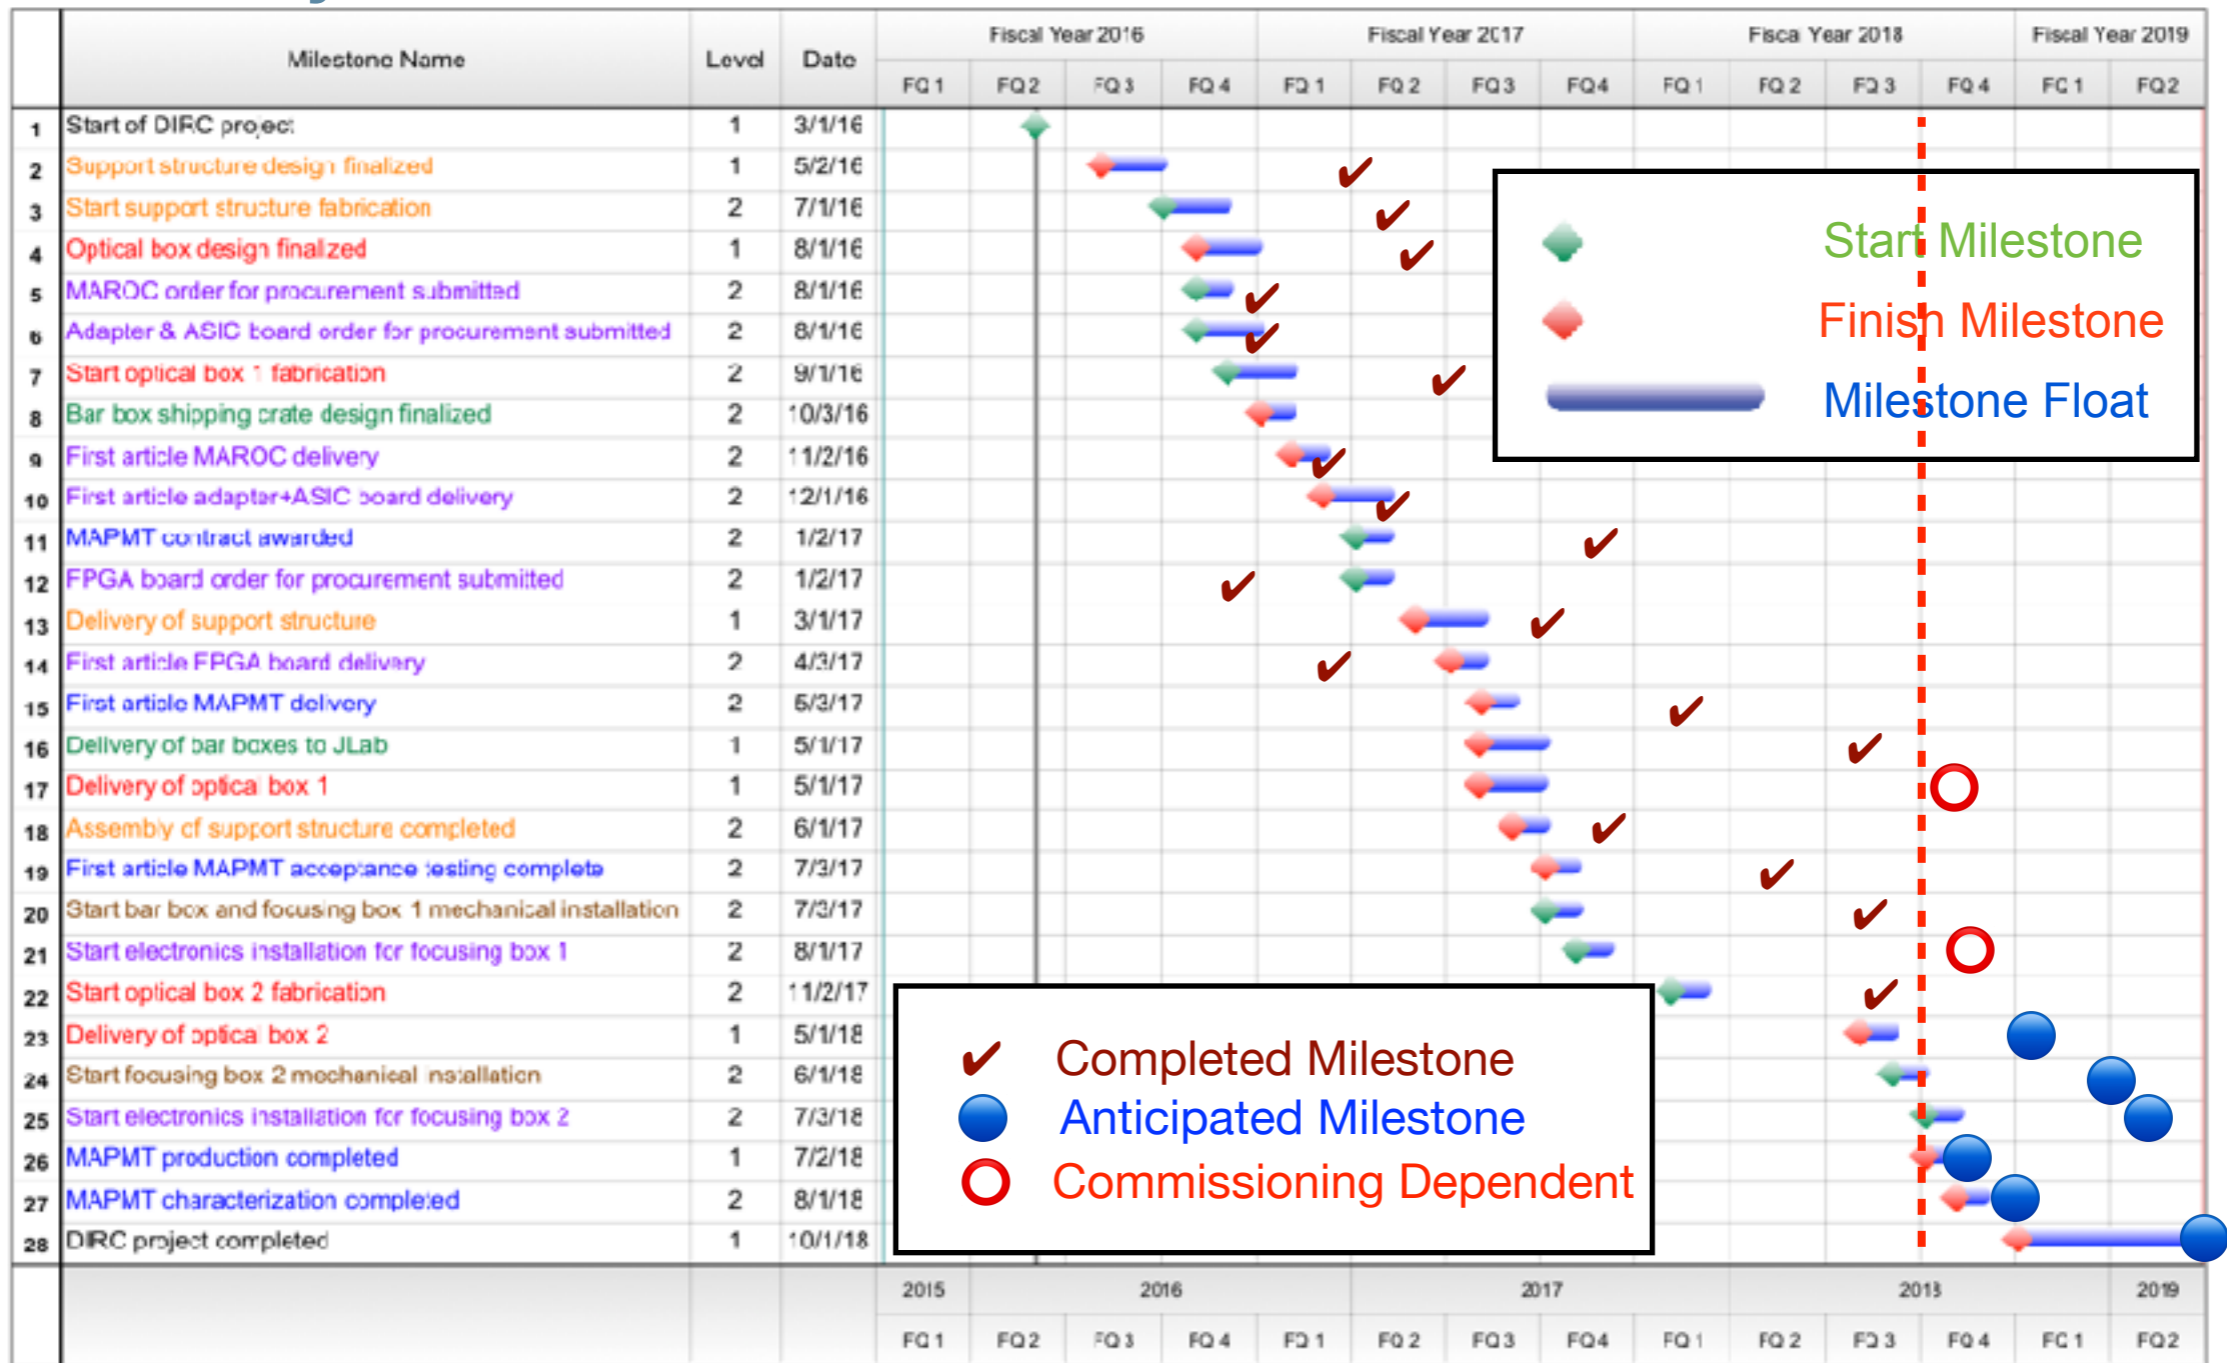 Fiscal Year 2016 Fiscal Year 2017 Fiscal Year 2018 Fiscal Year 2019
Milestone Name Level Date
FQ 1 FQ 2 FQ 3 FQ 4 FQ 1 FQ 2 FQ 3 FQ 4 FQ 1 FQ 2 FQ 3 FQ 4 FQ 1 FQ 2
1 Start of DIRC project 1 3/1/16
2 Support structure design finalized 1 5/2/16
3 Start support structure fabrication 2 7/1/16
4 Optical box design finalized 1 8/1/16
5 MAROC order for procurement submitted 2 8/1/16
6 Adapter & ASIC board order for procurement submitted 2 8/1/16
7 Start optical box 1 fabrication 2 9/1/16
8 Bar box shipping crate design finalized 2 10/3/16
9 First article MAROC delivery 2 11/2/16
10 First article adapter+ASIC board delivery 2 12/1/16
11 MAPMT contract awarded 2 1/2/17
12 FPGA board order for procurement submitted 2 1/2/17
13 Delivery of support structure 1 3/1/17
14 First article FPGA board delivery 2 4/3/17
15 First article MAPMT delivery 2
16 Delivery of bar boxes to JLab 1 5/1/17
17 Delivery of optical box 1 1 5/1/17
18 Assembly of support structure completed 2 6/1/17
19 First article MAPMT acceptance testing complete 2 7/3/17
20 Start bar box and focusing box 1 mechanical installation 2 7/3/17
21 Start electronics installation for focusing box 1 2 8/1/17
22 Start optical box 2 fabrication 2 11/2/17
23 Delivery of optical box 2 1 5/1/18
24 Start focusing box 2 mechanical installation 2 6/1/18
25 Start electronics installation for focusing box 2 2 7/3/18
26 MAPMT production completed 1 7/2/18
27 MAPMT characterization completed 2 8/1/18
28 DIRC project completed 1 10/1/18
Start Milestone
Finish Milestone
Milestone Float
Completed Milestone
Anticipated Milestone
Commissioning Dependent
2015 2016 2017 2018 2019
FQ 1 FQ 2 FQ 3 FQ 4 FQ 1 FQ 2 FQ 3 FQ 4 FQ 1 FQ 2 FQ 3 FQ 4 FQ 1 FQ 2